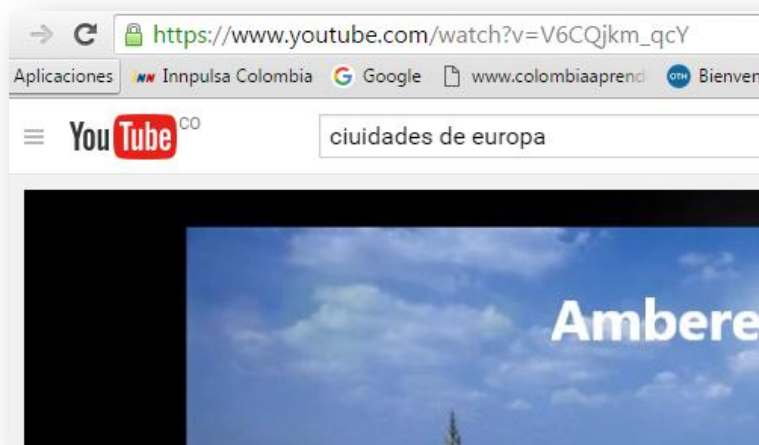 https://www.youtube.com/watch?v=V6CQjkm_qcY
Aplicaciones Innpulsa Colombia Google www.colombiaaprend OTH Bienven
YouTube CO ciuidades de europa
Ambere